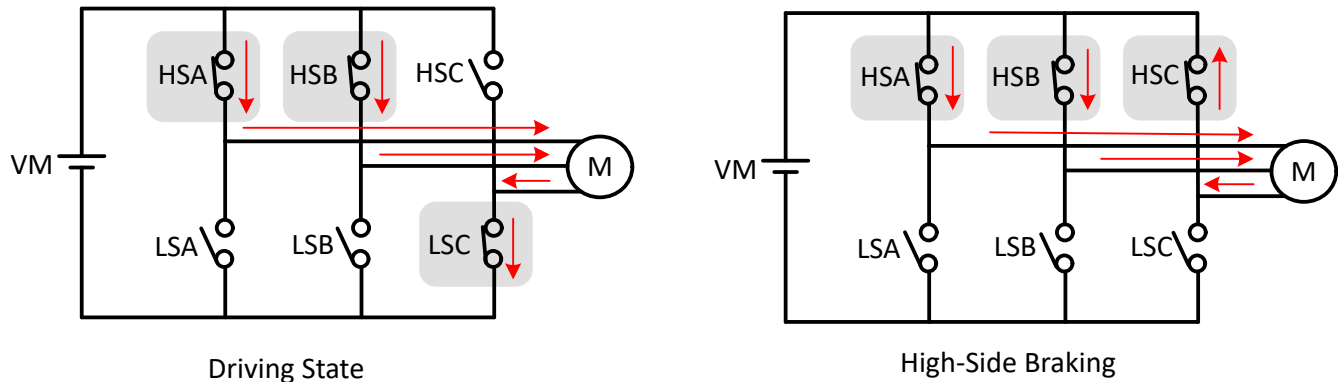 HSA
HSB
HSC
VM
M
LSA
LSB
LSC
Driving State
HSA
HSB
HSC
VM
M
LSA
LSB
LSC
High-Side Braking